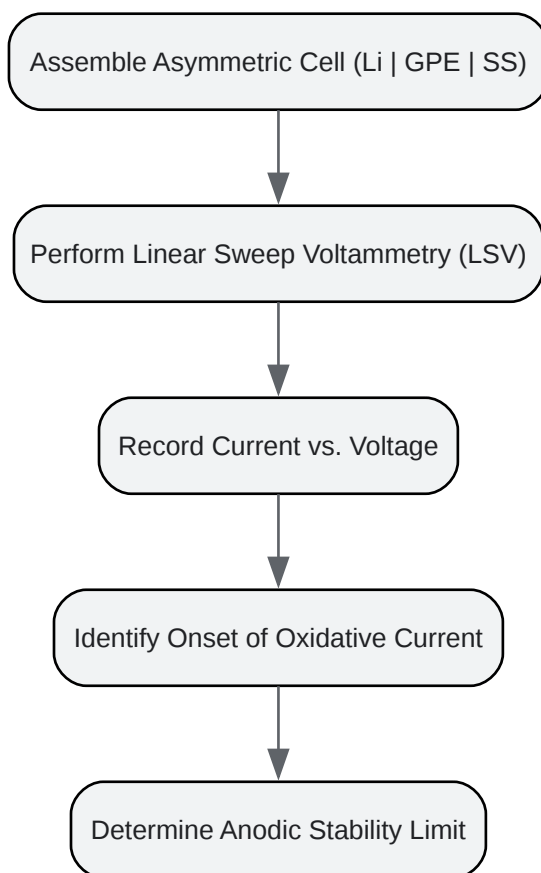 Assemble Asymmetric Cell (Li | GPE | SS)
Perform Linear Sweep Voltammetry (LSV)
Record Current vs. Voltage
Identify Onset of Oxidative Current
Determine Anodic Stability Limit